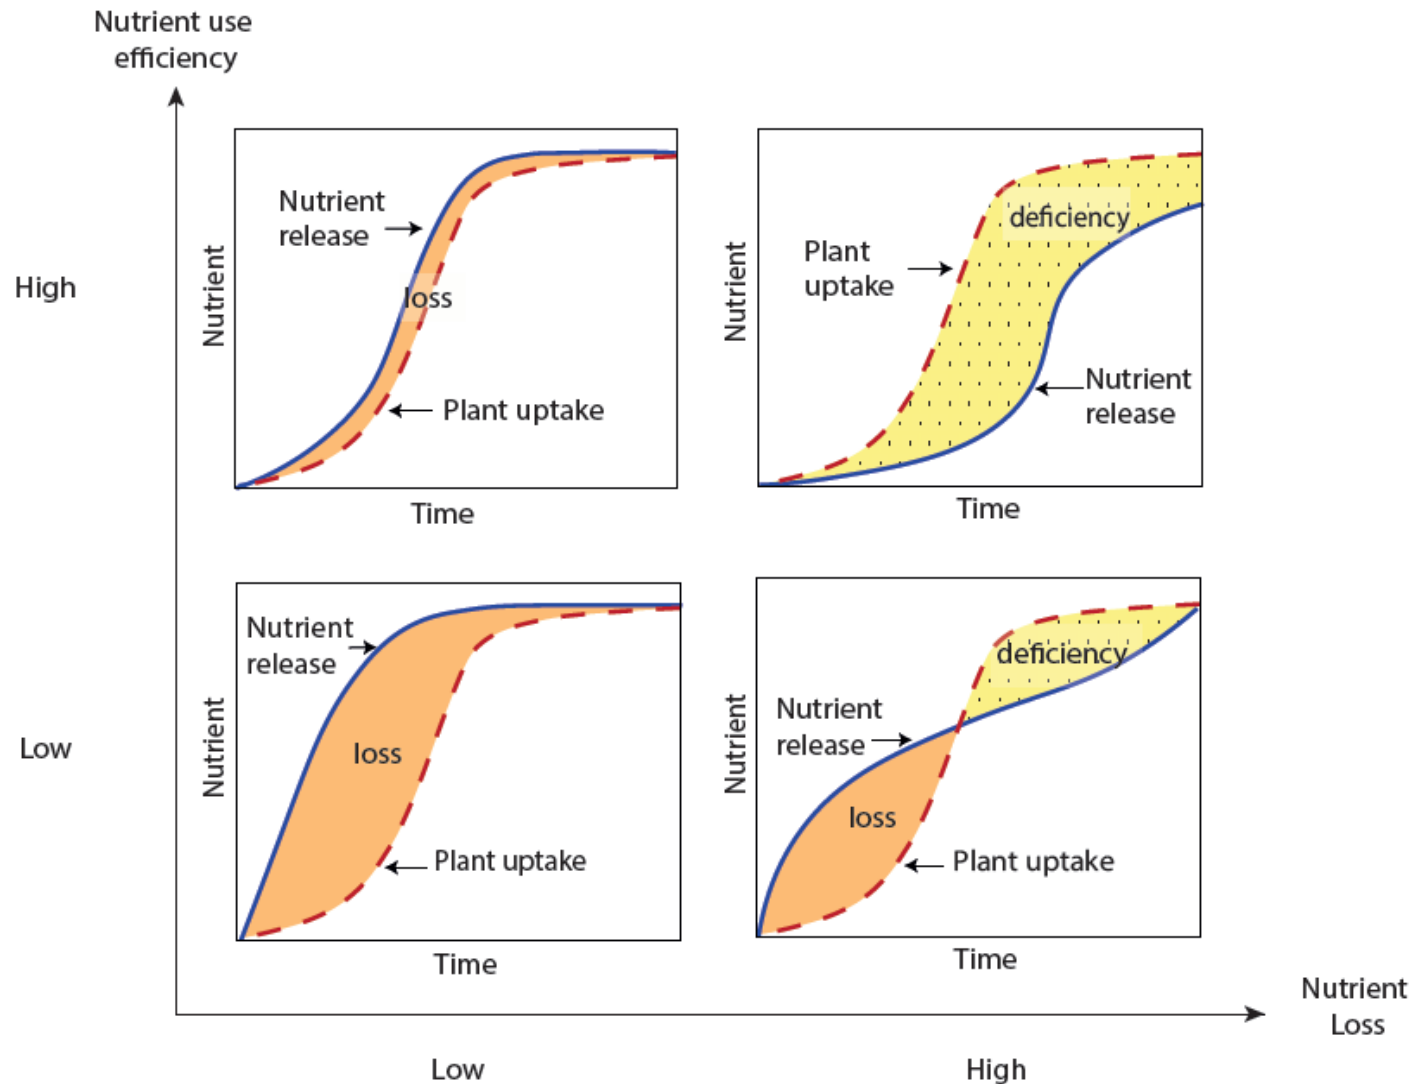 Nutrient use
efficiency
High
Low
Nutrient
release
loss
Plant uptake
Nutrient
Time
deficiency
Plant
uptake
Nutrient
release
Nutrient
Time
Nutrient
release
loss
Plant uptake
Nutrient
Time
deficiency
Nutrient
release
loss
Plant uptake
Nutrient
Time
Nutrient
Loss
Low
High